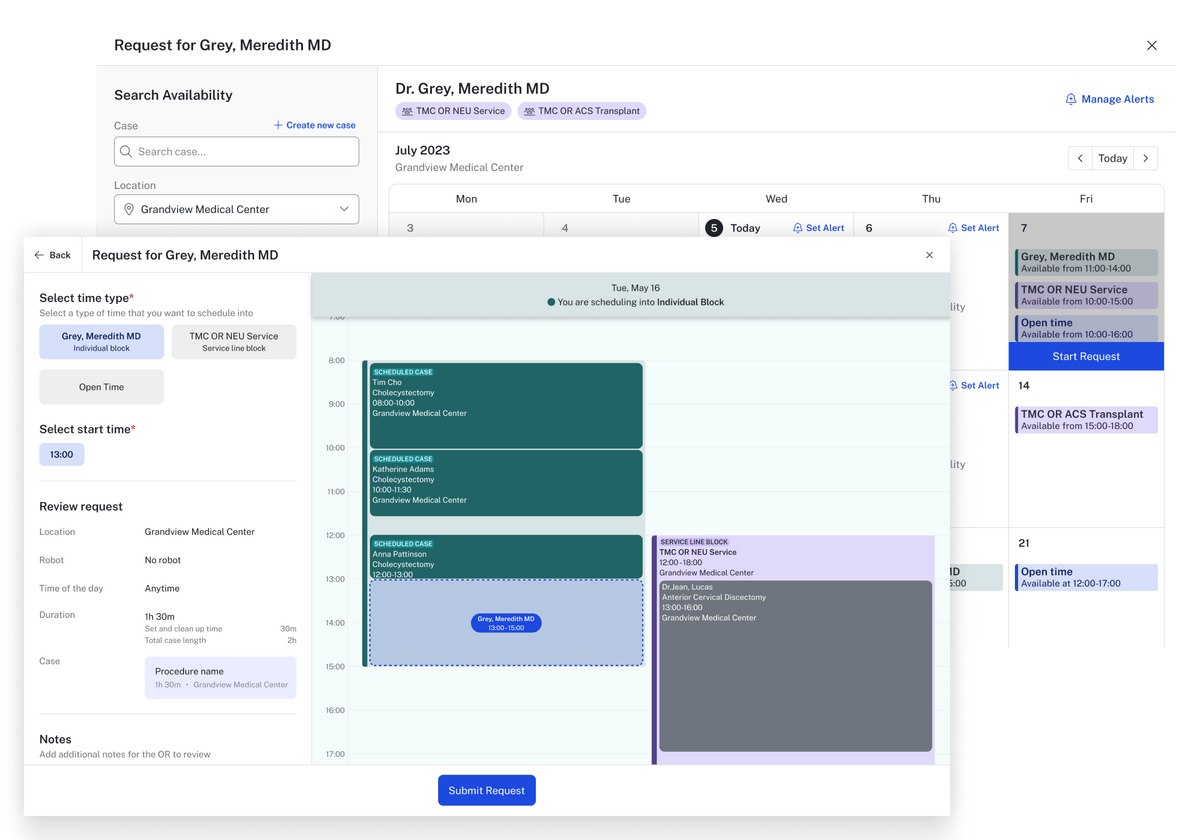 Request for Grey, Meredith MD
Search Availability
Case
Create new case
Search case...
Location
Grandview Medical Center
Dr. Grey, Meredith MD
TMC OR NEU Service
TMC OR ACS Transplant
Manage Alerts
July 2023
Grandview Medical Center
Today
Mon
Tue
Wed
Thu
Fri
3
4
5
Today
Set Alert
6
Set Alert
7
Grey, Meredith MD
Available from 11:00-14:00
TMC OR NEU Service
Available from 10:00-15:00
Open time
Available from 10:00-16:00
Start Request
lity
Set Alert
14
TMC OR ACS Transplant
Available from 15:00-18:00
lity
21
Open time
Available at 12:00-17:00
Back
Request for Grey, Meredith MD
Select time type*
Select a type of time that you want to schedule into
Grey, Meredith MD
Individual block
TMC OR NEU Service
Service line block
Open Time
Select start time*
13:00
Review request
Location
Grandview Medical Center
Robot
No robot
Time of the day
Anytime
Duration
1h 30m
Set and clean up time
30m
Total case length
2h
Case
Procedure name
1h 30m • Grandview Medical Center
Notes
Add additional notes for the OR to review
Tue, May 16
You are scheduling into Individual Block
8:00
9:00
10:00
11:00
12:00
13:00
14:00
15:00
16:00
17:00
SCHEDULED CASE
Tim Cho
Cholecystectomy
08:00-10:00
Grandview Medical Center
SCHEDULED CASE
Katherine Adams
Cholecystectomy
10:00-11:30
Grandview Medical Center
SCHEDULED CASE
Anna Pattinson
Cholecystectomy
12:00-13:00
Grey, Meredith MD
13:00 - 15:00
SERVICE LINE BLOCK
TMC OR NEU Service
12:00 - 18:00
Grandview Medical Center
Dr.Jean, Lucas
Anterior Cervical Discectomy
13:00-16:00
Grandview Medical Center
Submit Request